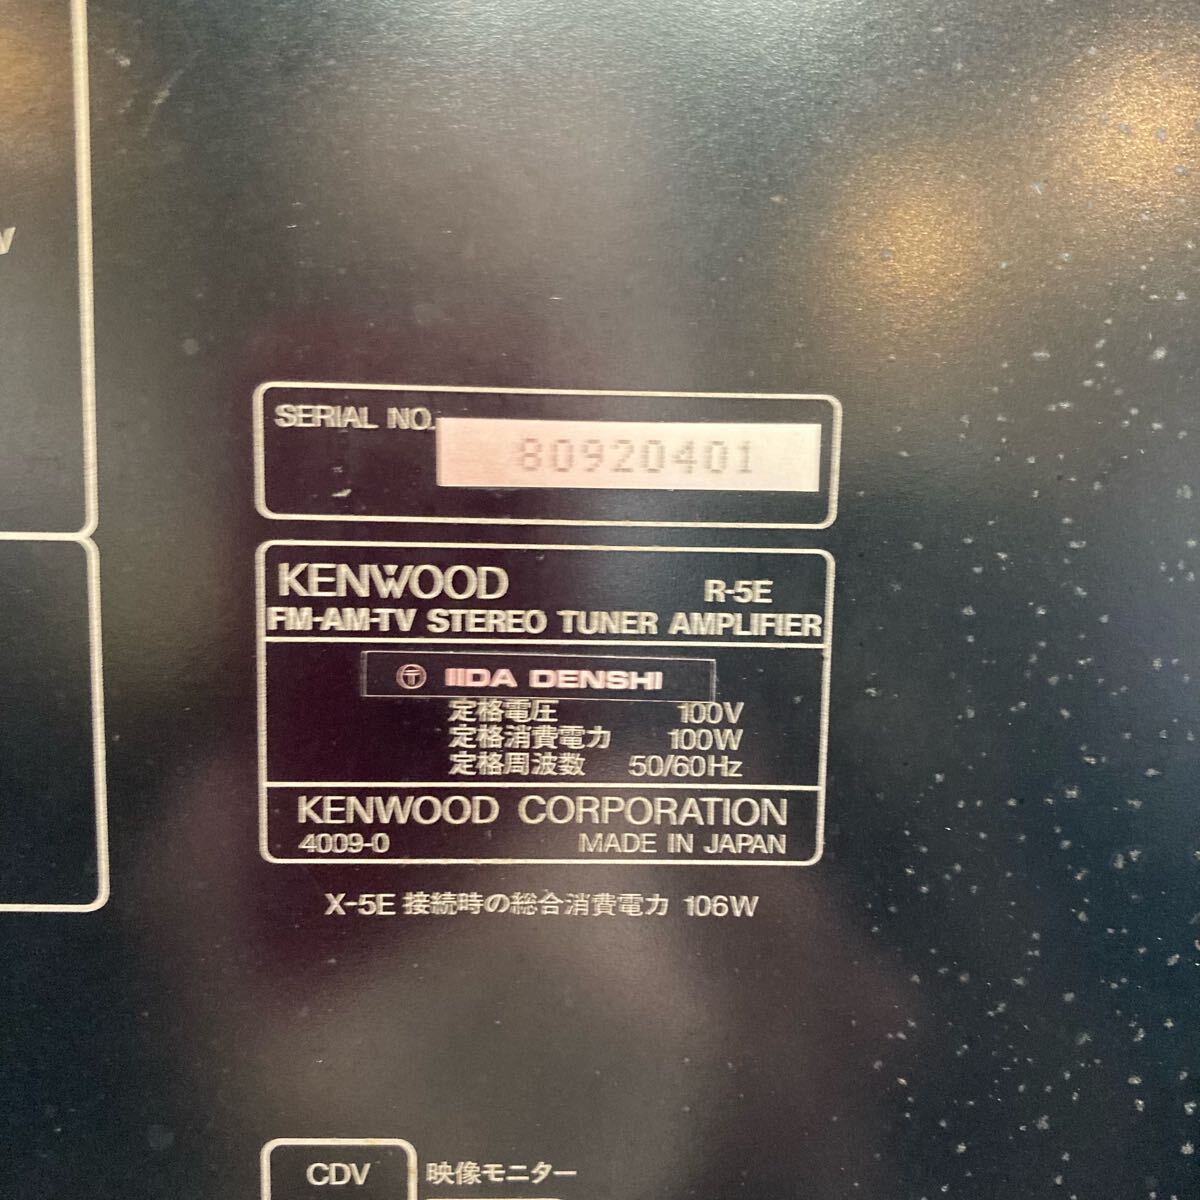 SERIAL NO. 80920401
KENWOOD R-5E
FM-AM-TV STEREO TUNER AMPLIFIER
IIDA DENSHI
定格電圧 100V
定格消費電力 100W
定格周波数 50/60Hz
KENWOOD CORPORATION
4009-0 MADE IN JAPAN
X-5E 接続時の総合消費電力 106W
CDV 映像モニター